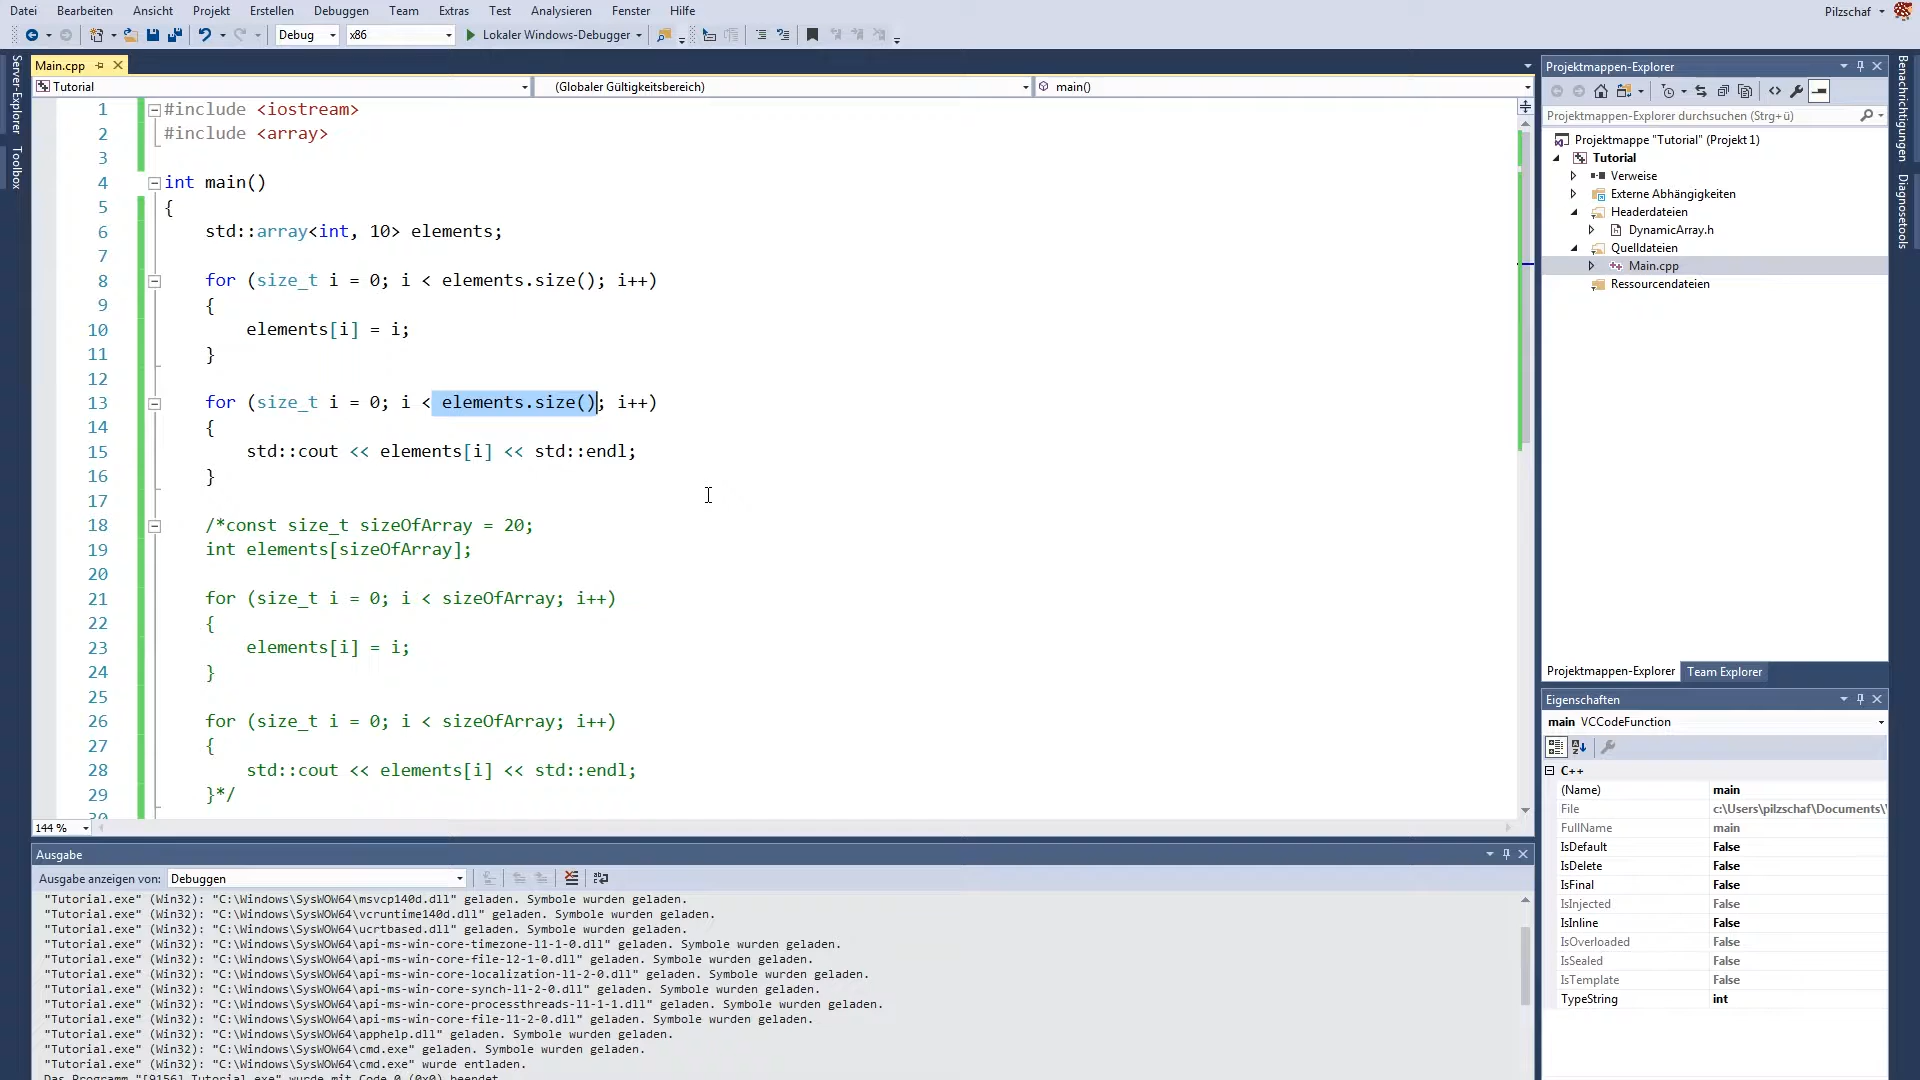 Datei Bearbeiten Ansicht Projekt Erstellen Debuggen Team Extras Test Analysieren Fenster Hilfe Pilzschaf
Debug x86 Lokaler Windows-Debugger
Main.cpp
Tutorial (Globaler Gültigkeitsbereich) main()
1 #include <iostream>
2 #include <array>
3
4 int main()
5 {
6 std::array<int, 10> elements;
7
8 for (size_t i = 0; i < elements.size(); i++)
9 {
10 elements[i] = i;
11 }
12
13 for (size_t i = 0; i < elements.size(); i++)
14 {
15 std::cout << elements[i] << std::endl;
16 }
17
18 /*const size_t sizeOfArray = 20;
19 int elements[sizeOfArray];
20
21 for (size_t i = 0; i < sizeOfArray; i++)
22 {
23 elements[i] = i;
24 }
25
26 for (size_t i = 0; i < sizeOfArray; i++)
27 {
28 std::cout << elements[i] << std::endl;
29 }*/
30
144 %
Ausgabe
Ausgabe anzeigen von: Debuggen
"Tutorial.exe" (Win32): "C:\Windows\SysWOW64\msvcp140d.dll" geladen. Symbole wurden geladen.
"Tutorial.exe" (Win32): "C:\Windows\SysWOW64\vcruntime140d.dll" geladen. Symbole wurden geladen.
"Tutorial.exe" (Win32): "C:\Windows\SysWOW64\ucrtbased.dll" geladen. Symbole wurden geladen.
"Tutorial.exe" (Win32): "C:\Windows\SysWOW64\api-ms-win-core-timezone-l1-1-0.dll" geladen. Symbole wurden geladen.
"Tutorial.exe" (Win32): "C:\Windows\SysWOW64\api-ms-win-core-file-l2-1-0.dll" geladen. Symbole wurden geladen.
"Tutorial.exe" (Win32): "C:\Windows\SysWOW64\api-ms-win-core-localization-l1-2-0.dll" geladen. Symbole wurden geladen.
"Tutorial.exe" (Win32): "C:\Windows\SysWOW64\api-ms-win-core-synch-l1-2-0.dll" geladen. Symbole wurden geladen.
"Tutorial.exe" (Win32): "C:\Windows\SysWOW64\api-ms-win-core-processthreads-l1-1-1.dll" geladen. Symbole wurden geladen.
"Tutorial.exe" (Win32): "C:\Windows\SysWOW64\api-ms-win-core-file-l1-2-0.dll" geladen. Symbole wurden geladen.
"Tutorial.exe" (Win32): "C:\Windows\SysWOW64\apphelp.dll" geladen. Symbole wurden geladen.
"Tutorial.exe" (Win32): "C:\Windows\SysWOW64\cmd.exe" geladen. Symbole wurden geladen.
"Tutorial.exe" (Win32): "C:\Windows\SysWOW64\cmd.exe" wurde entladen.
Das Programm "[9156] Tutorial.exe" wurde mit Code 0 (0x0) beendet.
Server-Explorer
Toolbox
Projektmappen-Explorer
Projektmappen-Explorer durchsuchen (Strg+ü)
Projektmappe "Tutorial" (Projekt 1)
Tutorial
Verweise
Externe Abhängigkeiten
Headerdateien
DynamicArray.h
Quelldateien
Main.cpp
Ressourcendateien
Projektmappen-Explorer Team Explorer
Eigenschaften
main VCCodeFunction
C++
(Name) main
File c:\Users\pilzschaf\Documents\
FullName main
IsDefault False
IsDelete False
IsFinal False
IsInjected False
IsInline False
IsOverloaded False
IsSealed False
IsTemplate False
TypeString int
Benachrichtigungen
Diagnosetools